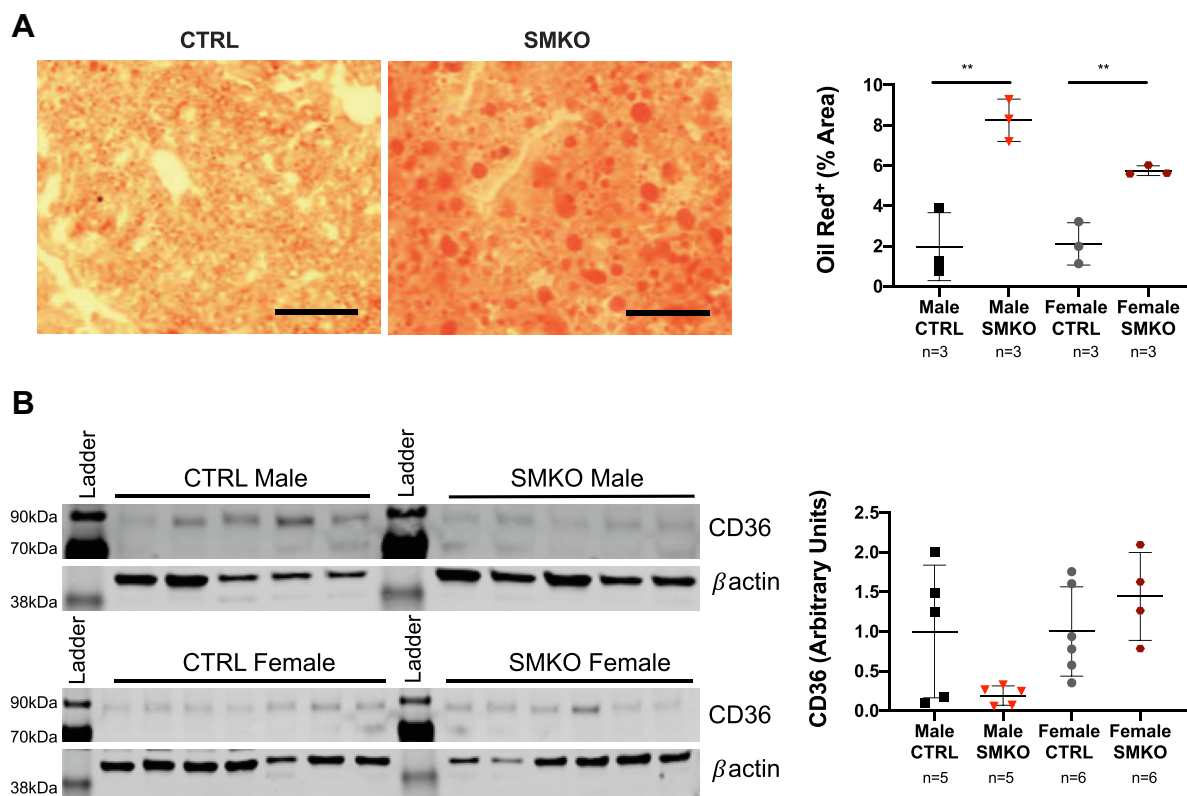 A
CTRL
SMKO
Oil Red+ (% Area)
10
8
6
4
2
0
**
**
Male CTRL
Male SMKO
Female CTRL
Female SMKO
n=3
n=3
n=3
n=3
B
Ladder
CTRL Male
Ladder
SMKO Male
90kDa
70kDa
CD36
38kDa
βactin
Ladder
CTRL Female
Ladder
SMKO Female
90kDa
70kDa
CD36
38kDa
βactin
CD36 (Arbitrary Units)
2.5
2.0
1.5
1.0
0.5
0.0
Male CTRL
Male SMKO
Female CTRL
Female SMKO
n=5
n=5
n=6
n=6